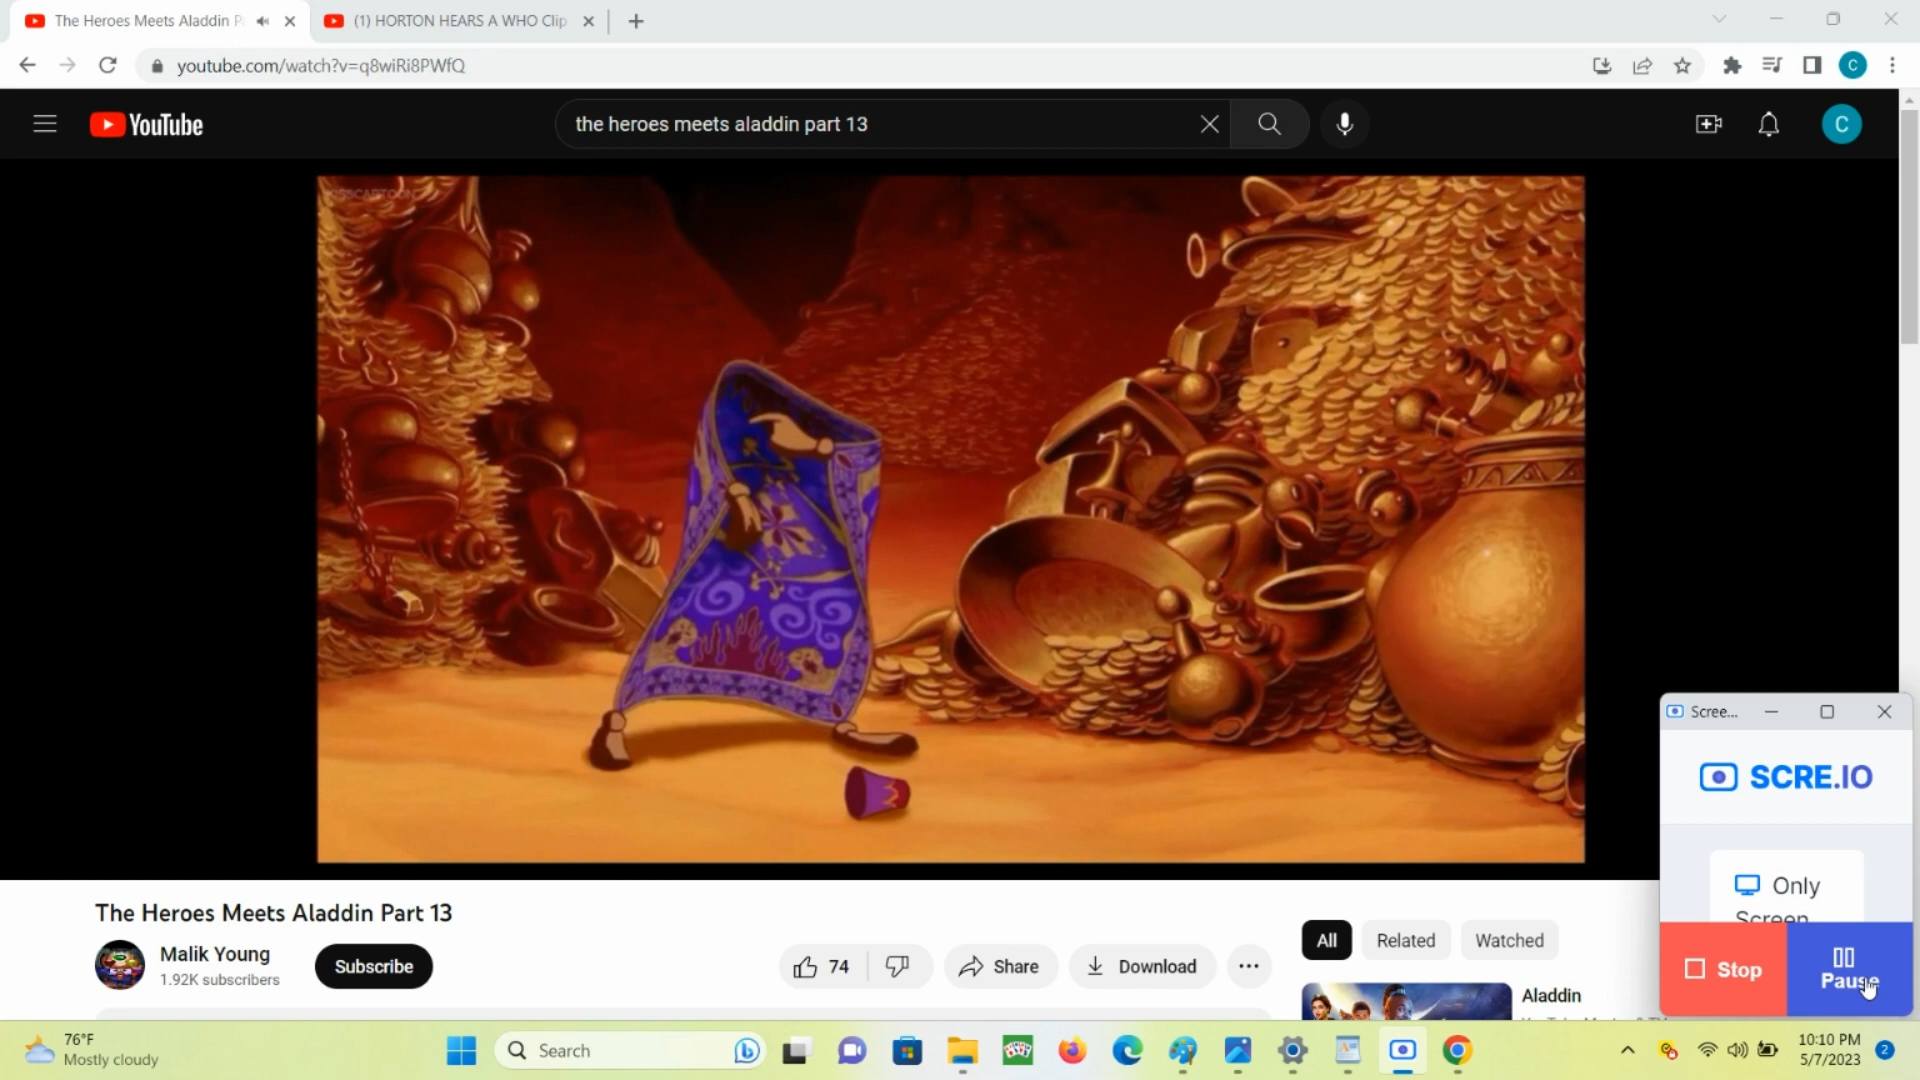 The Heroes Meets Aladdin P
(1) HORTON HEARS A WHO Clip
youtube.com/watch?v=q8wiRi8PWfQ
C
YouTube
the heroes meets aladdin part 13
C
The Heroes Meets Aladdin Part 13
Malik Young
1.92K subscribers
Subscribe
74
Share
Download
All
Related
Watched
Aladdin
Scree...
SCRE.IO
Only
Screen
Stop
Pause
76°F
Mostly cloudy
Search
10:10 PM
5/7/2023
2